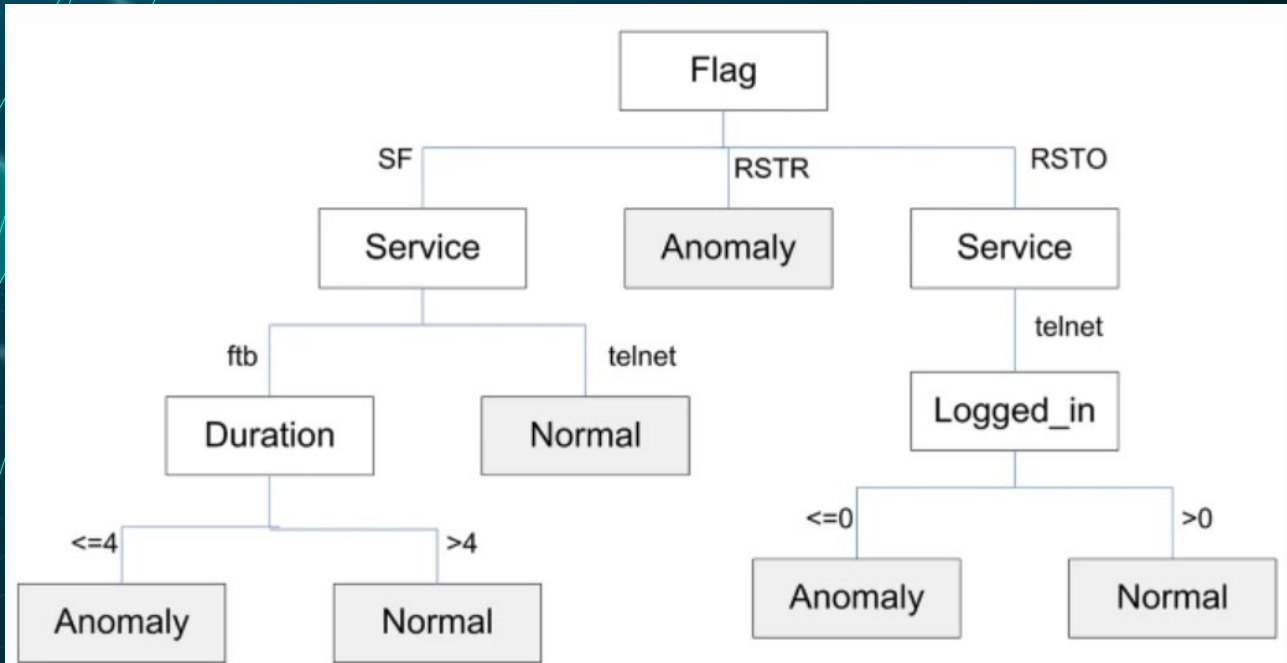 Flag
SF
RSTR
RSTO
Service
Anomaly
Service
ftb
telnet
telnet
Duration
Normal
Logged_in
<=4
>4
<=0
>0
Anomaly
Normal
Anomaly
Normal